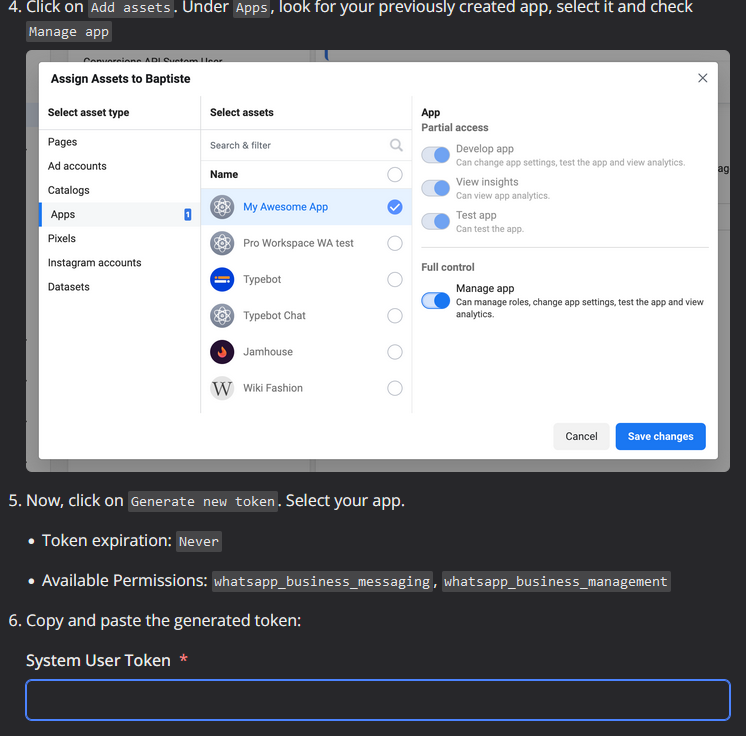 4. Click on Add assets. Under Apps, look for your previously created app, select it and check
Manage app
Conversions API System User
Assign Assets to Baptiste
Select asset type
Pages
Ad accounts
Catalogs
Apps 1
Pixels
Instagram accounts
Datasets
Select assets
Search & filter
Name
My Awesome App
Pro Workspace WA test
Typebot
Typebot Chat
Jamhouse
W Wiki Fashion
App
Partial access
Develop app
Can change app settings, test the app and view analytics.
View insights
Can view app analytics.
Test app
Can test the app.
Full control
Manage app
Can manage roles, change app settings, test the app and view
analytics.
Cancel Save changes
ag
5. Now, click on Generate new token. Select your app.
• Token expiration: Never
• Available Permissions: whatsapp_business_messaging, whatsapp_business_management
6. Copy and paste the generated token:
System User Token *